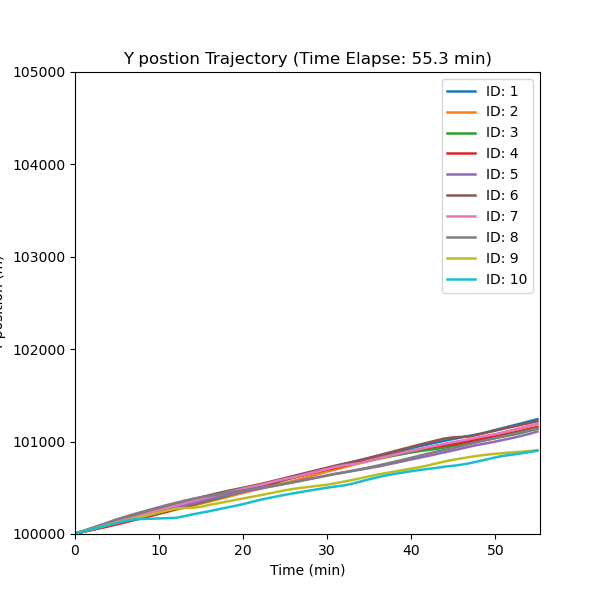 Y postion Trajectory (Time Elapse: 55.3 min)
105000
104000
103000
102000
101000
100000
0 10 20 30 40 50
Time (min)
ID: 1
ID: 2
ID: 3
ID: 4
ID: 5
ID: 6
ID: 7
ID: 8
ID: 9
ID: 10